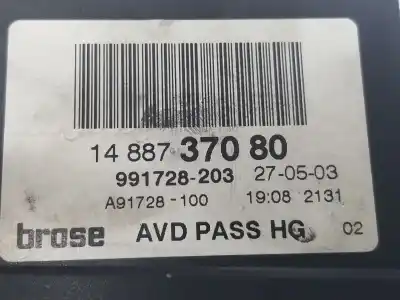 14 887 370 80
991728-203 27-05-03
A91728-100 19:08 2131
brose AVD PASS HG 02